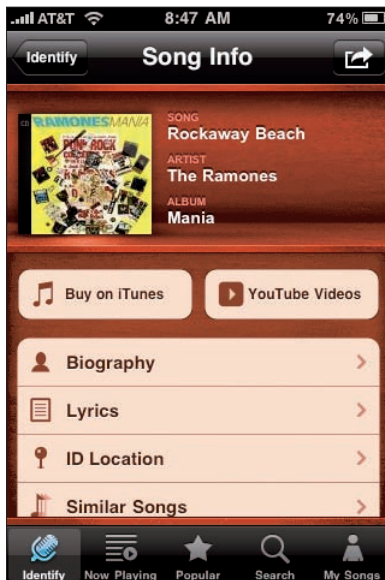 AT&T 8:47 AM 74%
Identify Song Info
RAMONESMANIA
PUNK ROCK
SONG
Rockaway Beach
ARTIST
The Ramones
ALBUM
Mania
Buy on iTunes YouTube Videos
Biography
Lyrics
ID Location
Similar Songs
Identify Now Playing Popular Search My Songs